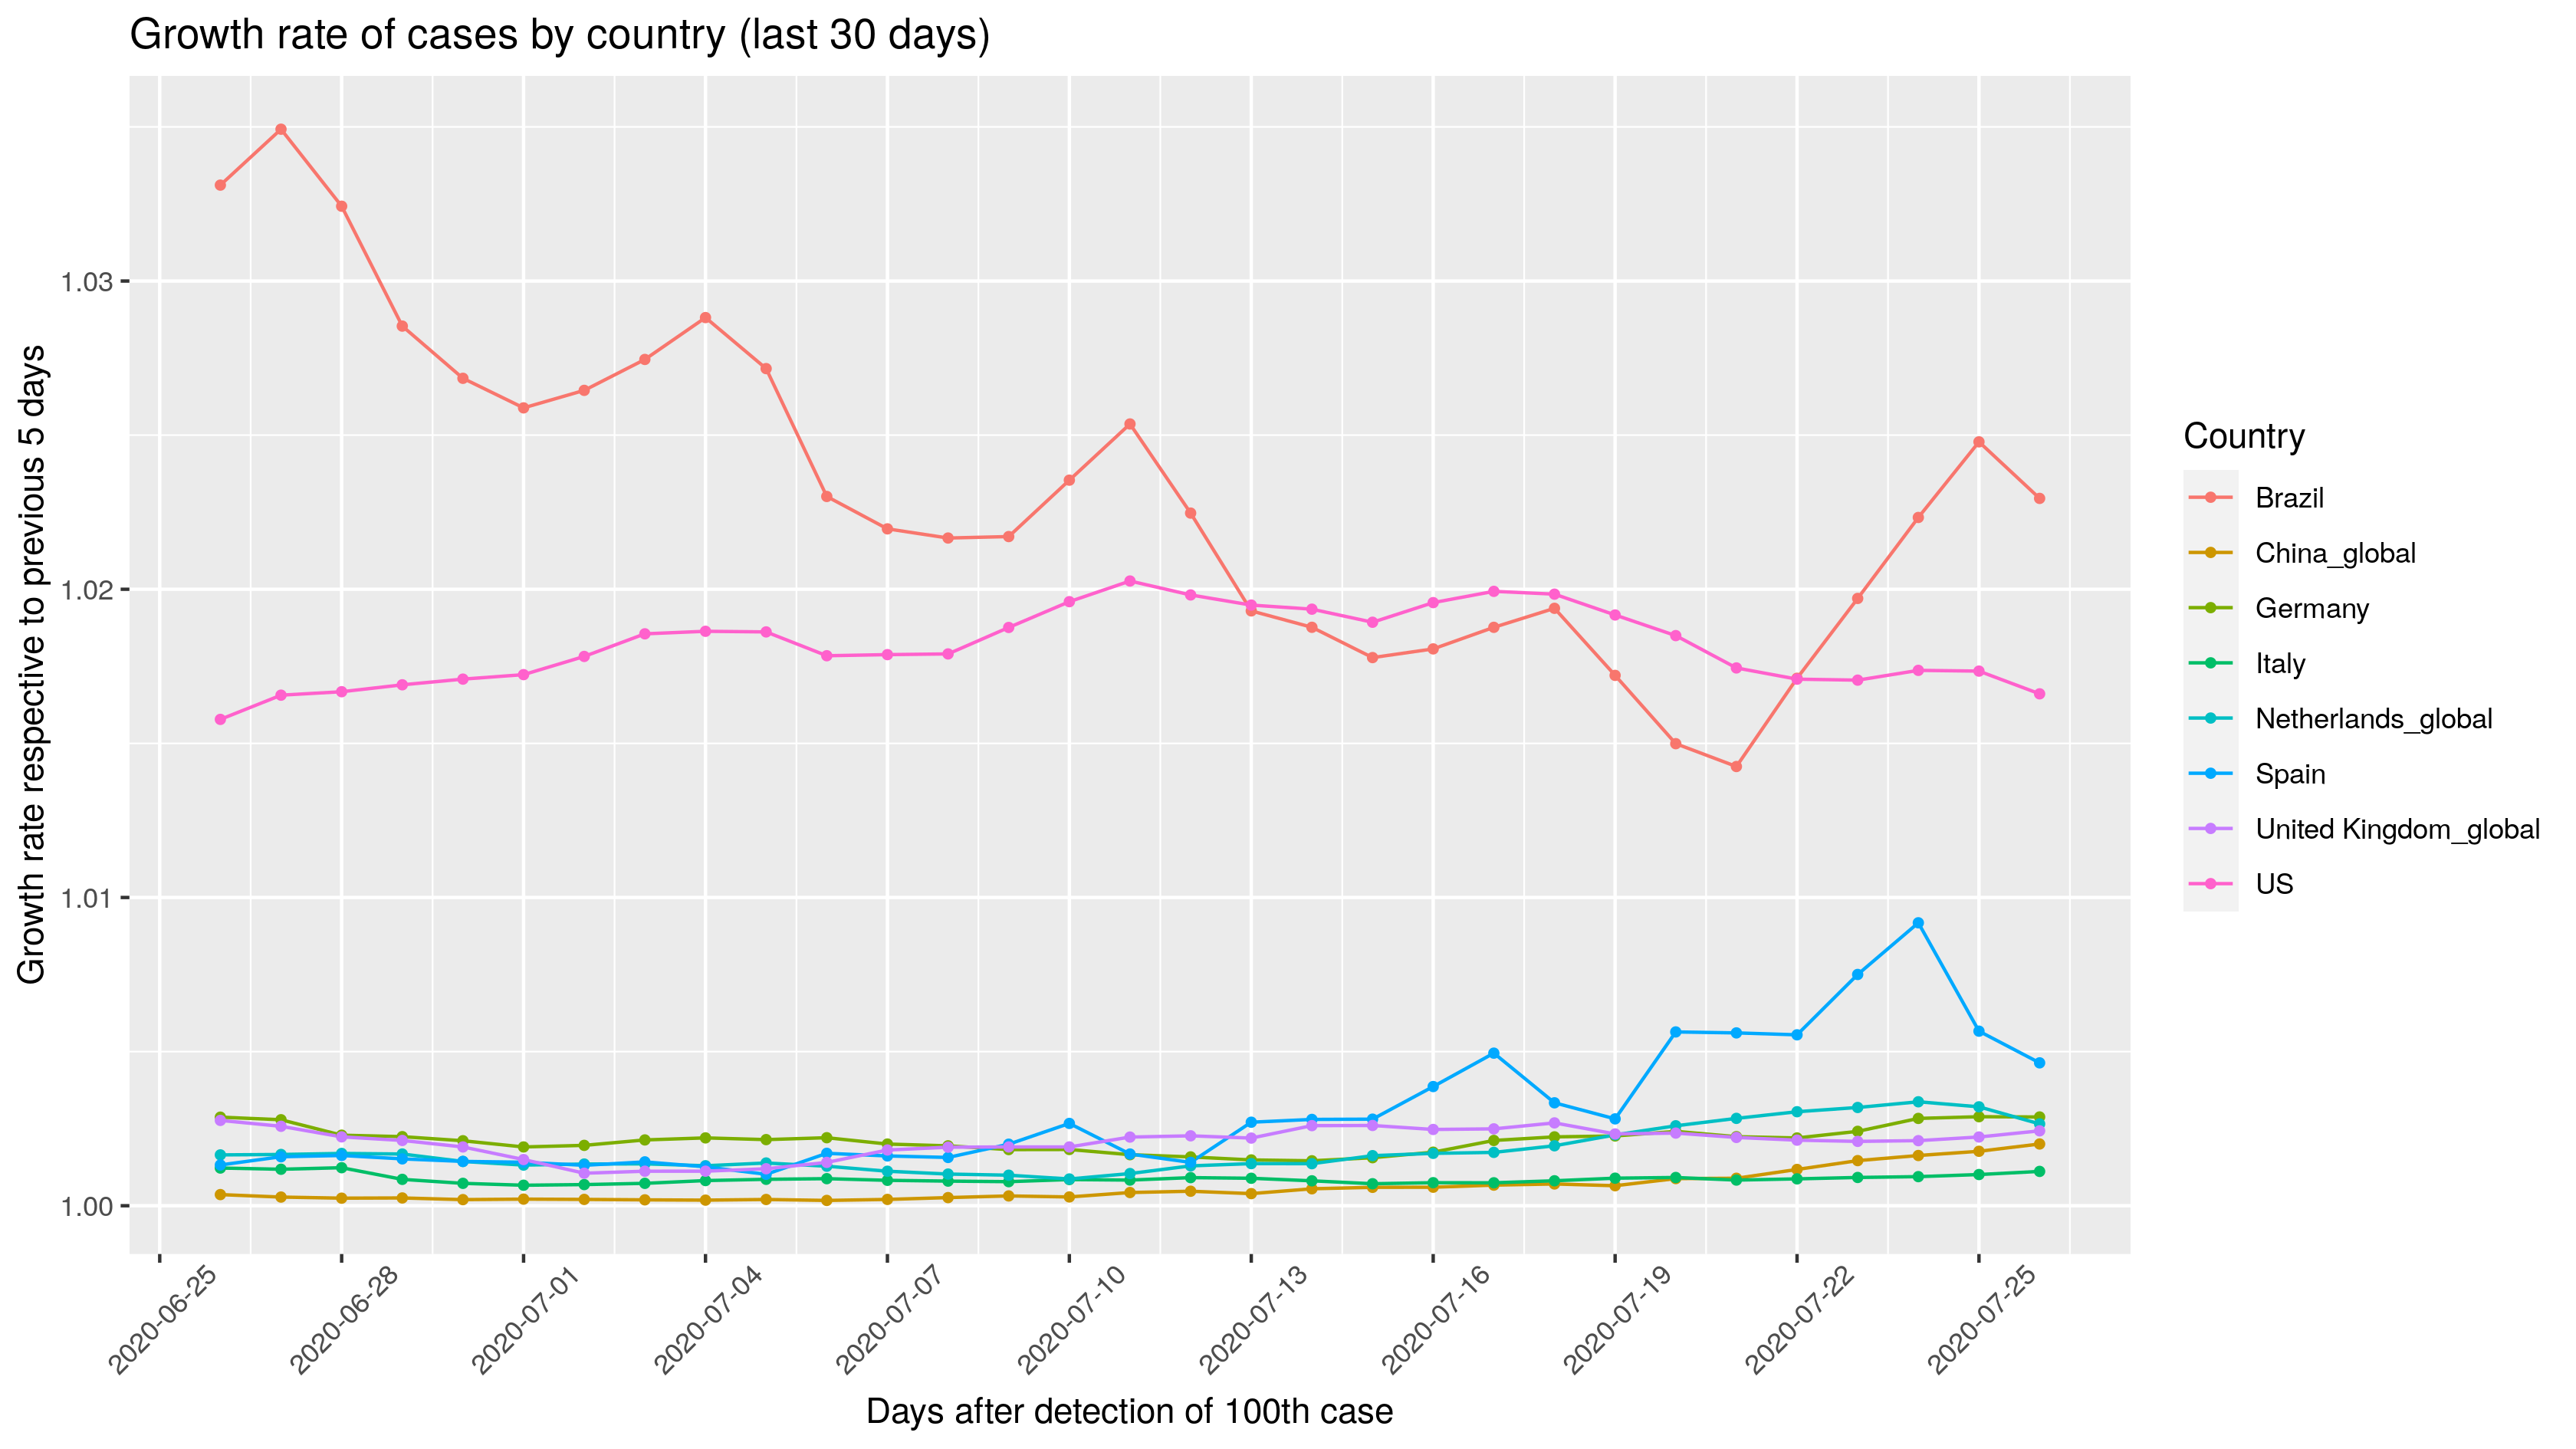 Growth rate of cases by country (last 30 days)
Growth rate respective to previous 5 days
1.03
1.02
1.01
1.00
2020-06-25
2020-06-28
2020-07-01
2020-07-04
2020-07-07
2020-07-10
2020-07-13
2020-07-16
2020-07-19
2020-07-22
2020-07-25
Days after detection of 100th case
Country
Brazil
China_global
Germany
Italy
Netherlands_global
Spain
United Kingdom_global
US